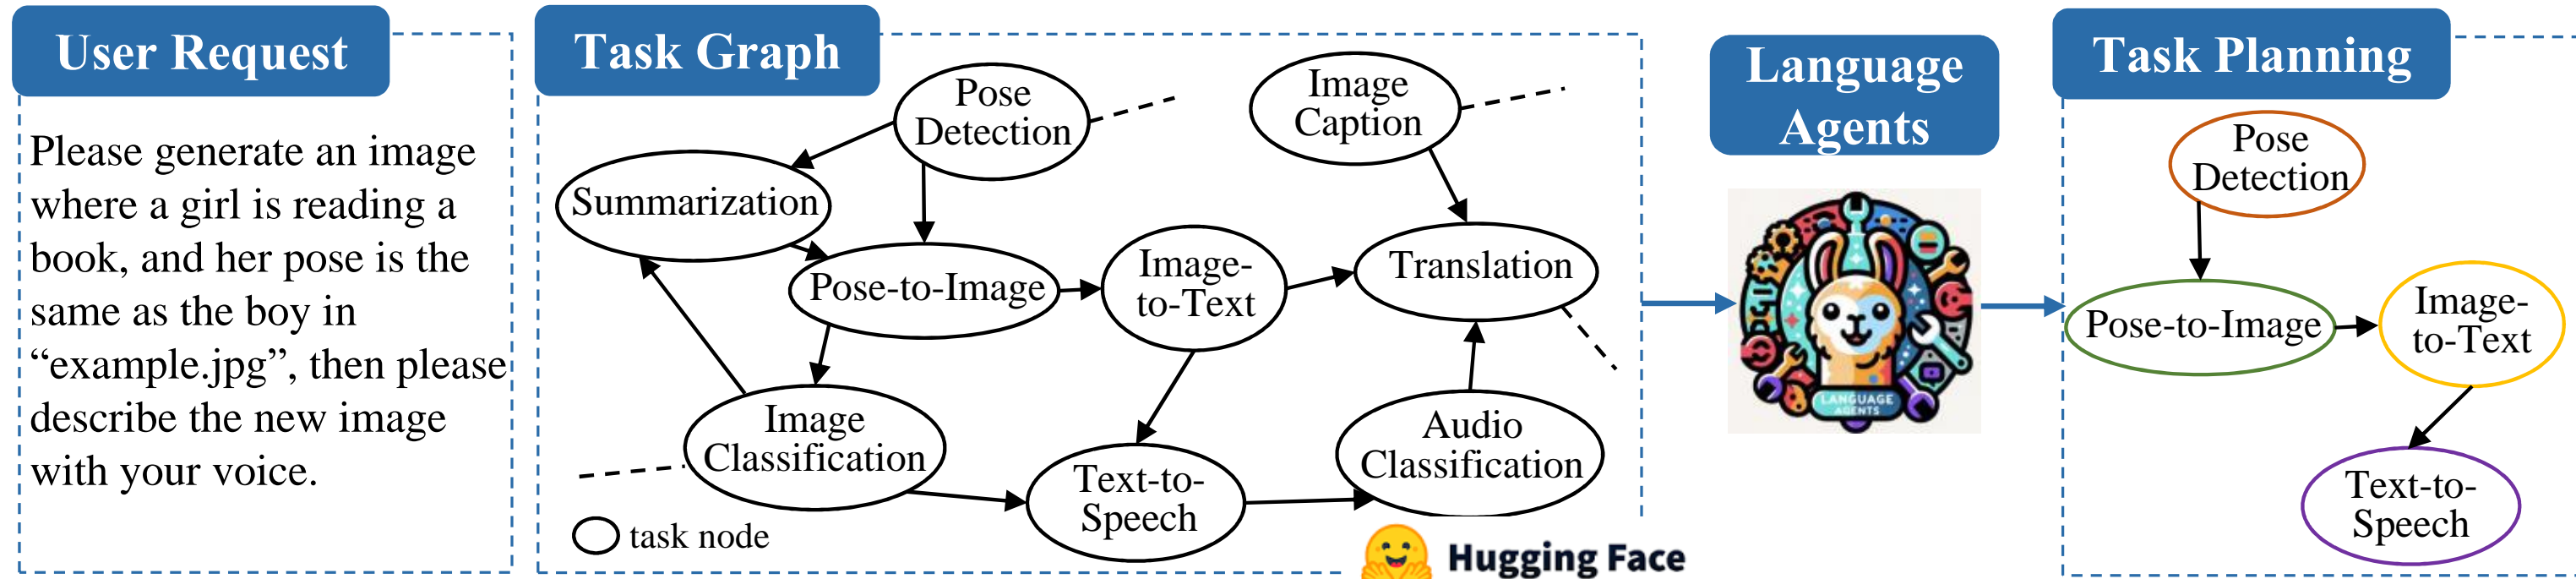 User Request
Please generate an image
where a girl is reading a
book, and her pose is the
same as the boy in
“example.jpg”, then please
describe the new image
with your voice.
Task Graph
Pose
Detection
Image
Caption
Summarization
Pose-to-Image
Image-
to-Text
Translation
Image
Classification
Text-to-
Speech
Audio
Classification
task node
Hugging Face
Language
Agents
LANGUAGE
AGENTS
Task Planning
Pose
Detection
Pose-to-Image
Image-
to-Text
Text-to-
Speech